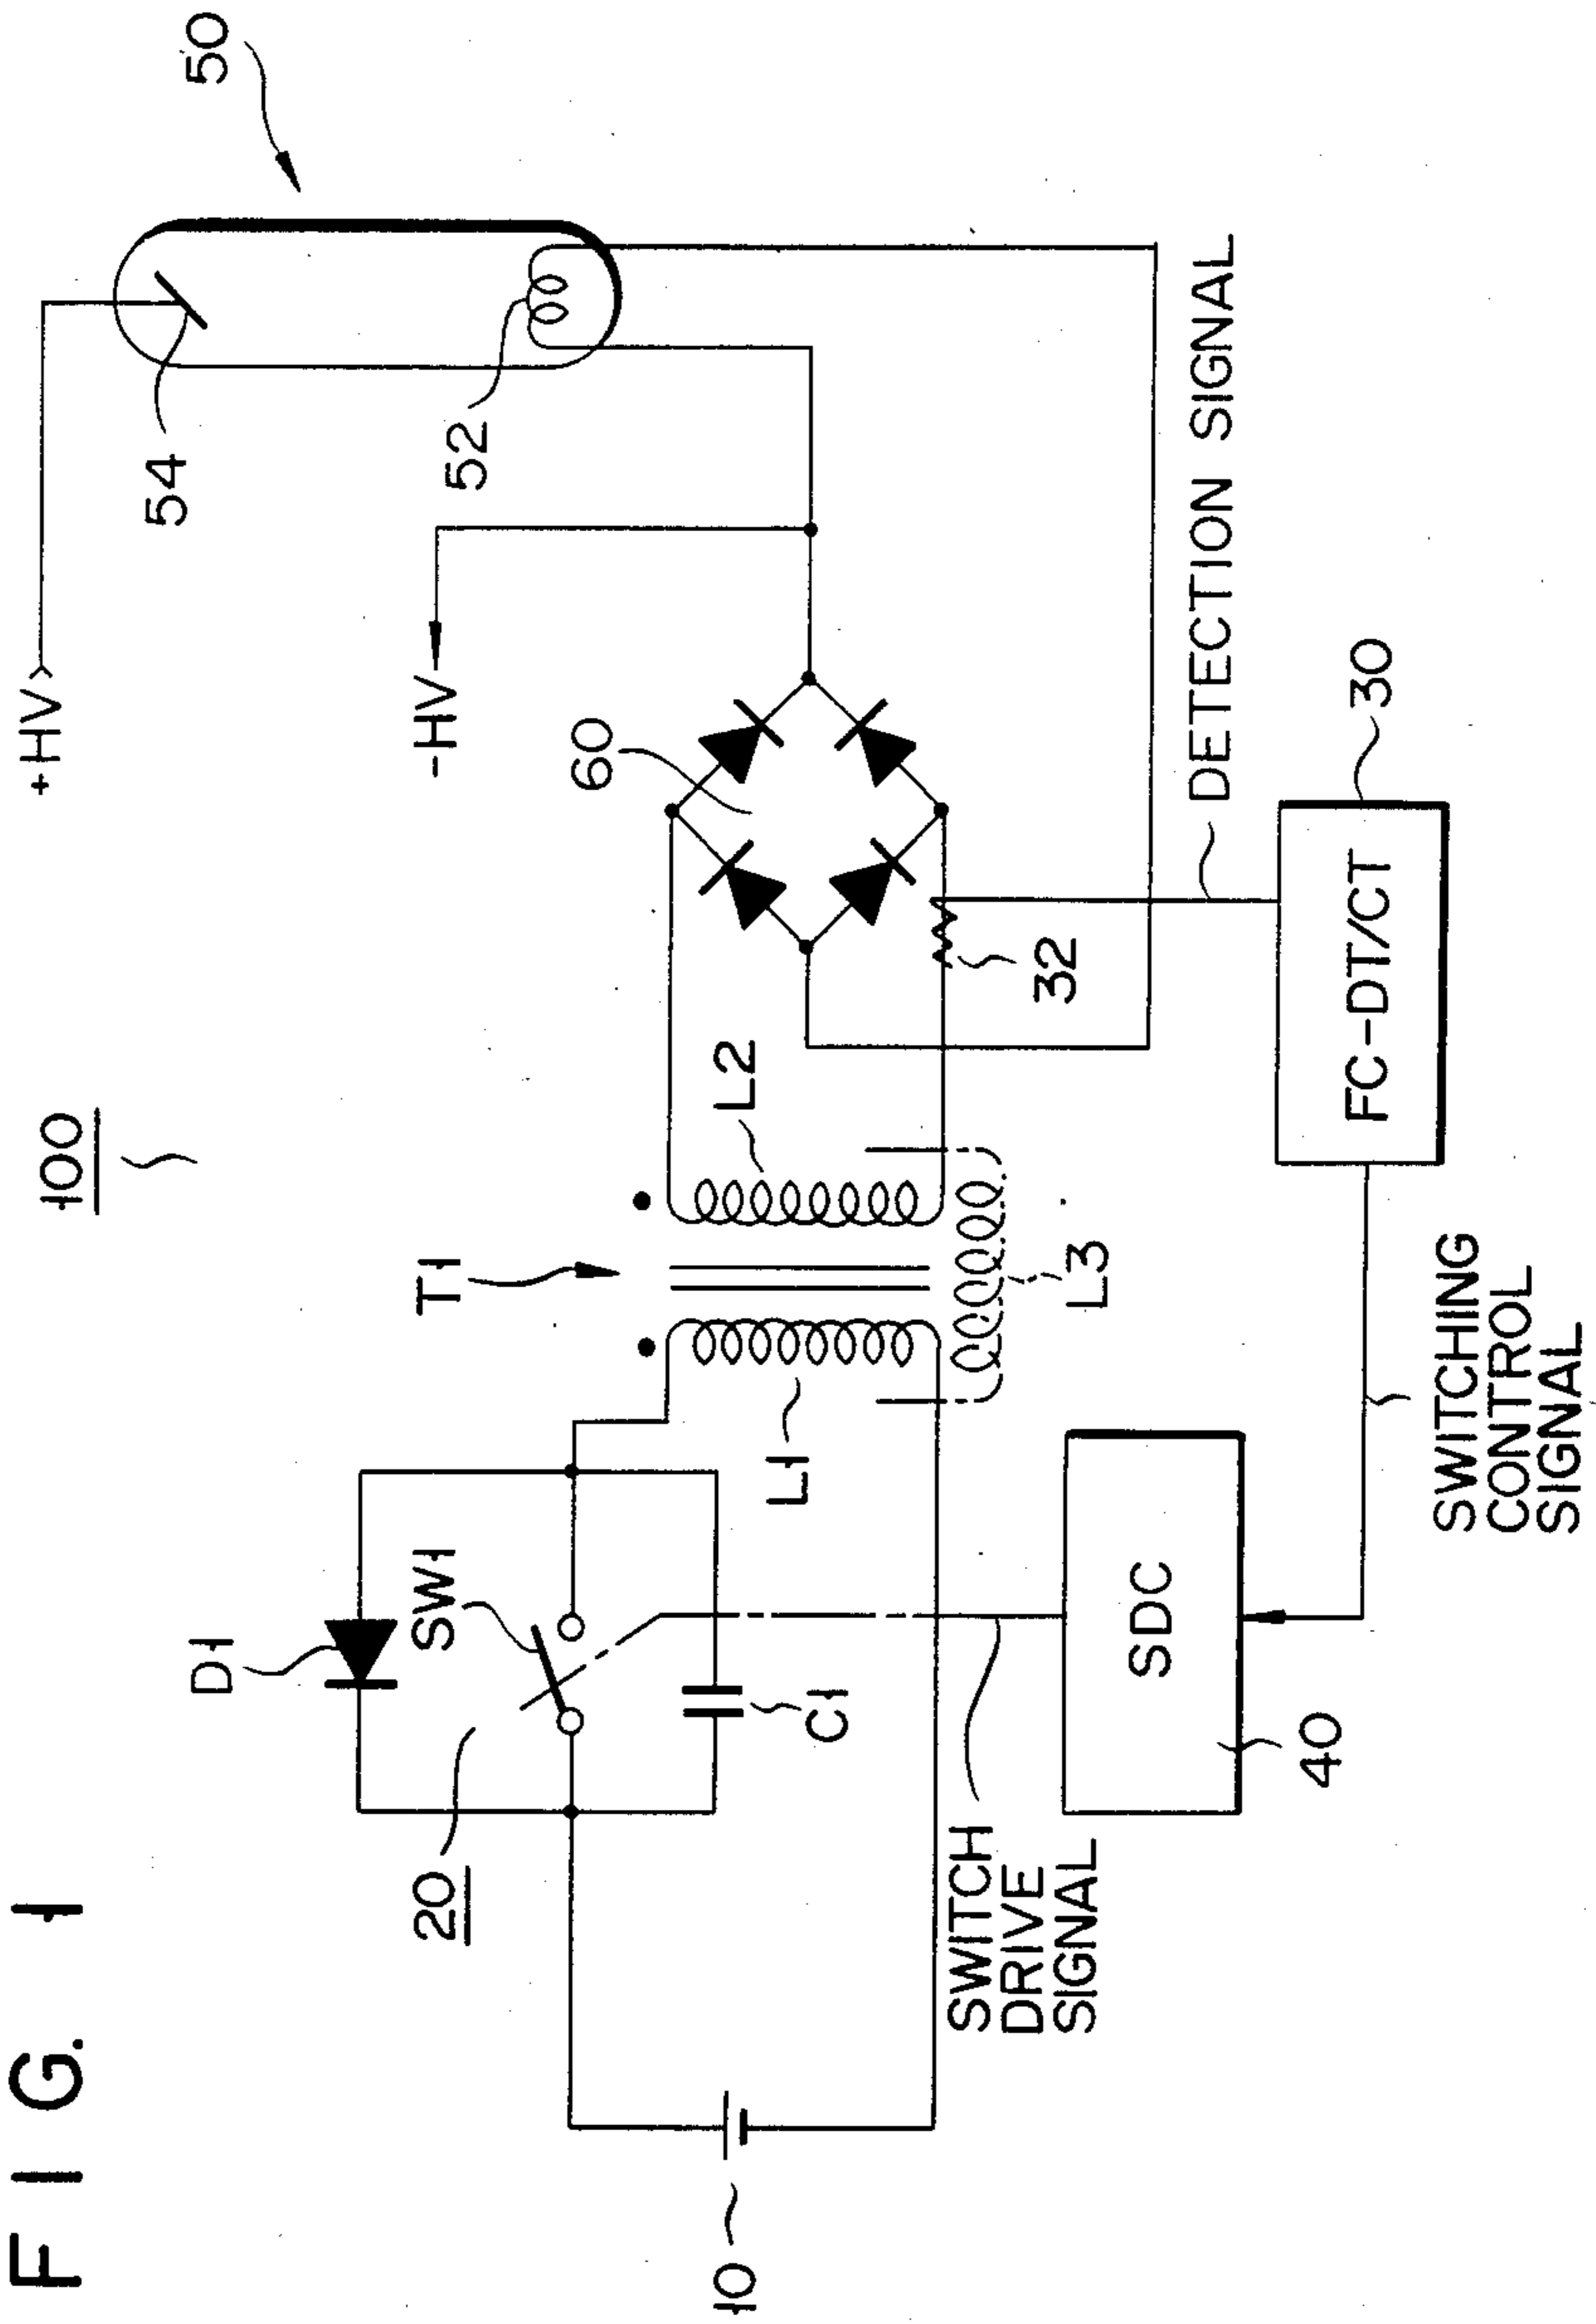 FIG. 1
100
+HV
-HV
50
54
52
60
D1
SW1
20
C1
L1
T1
L2
L3
32
10
SWITCH
DRIVE
SIGNAL
SDC
40
DETECTION SIGNAL
FC-DT/CT
30
SWITCHING
CONTROL
SIGNAL